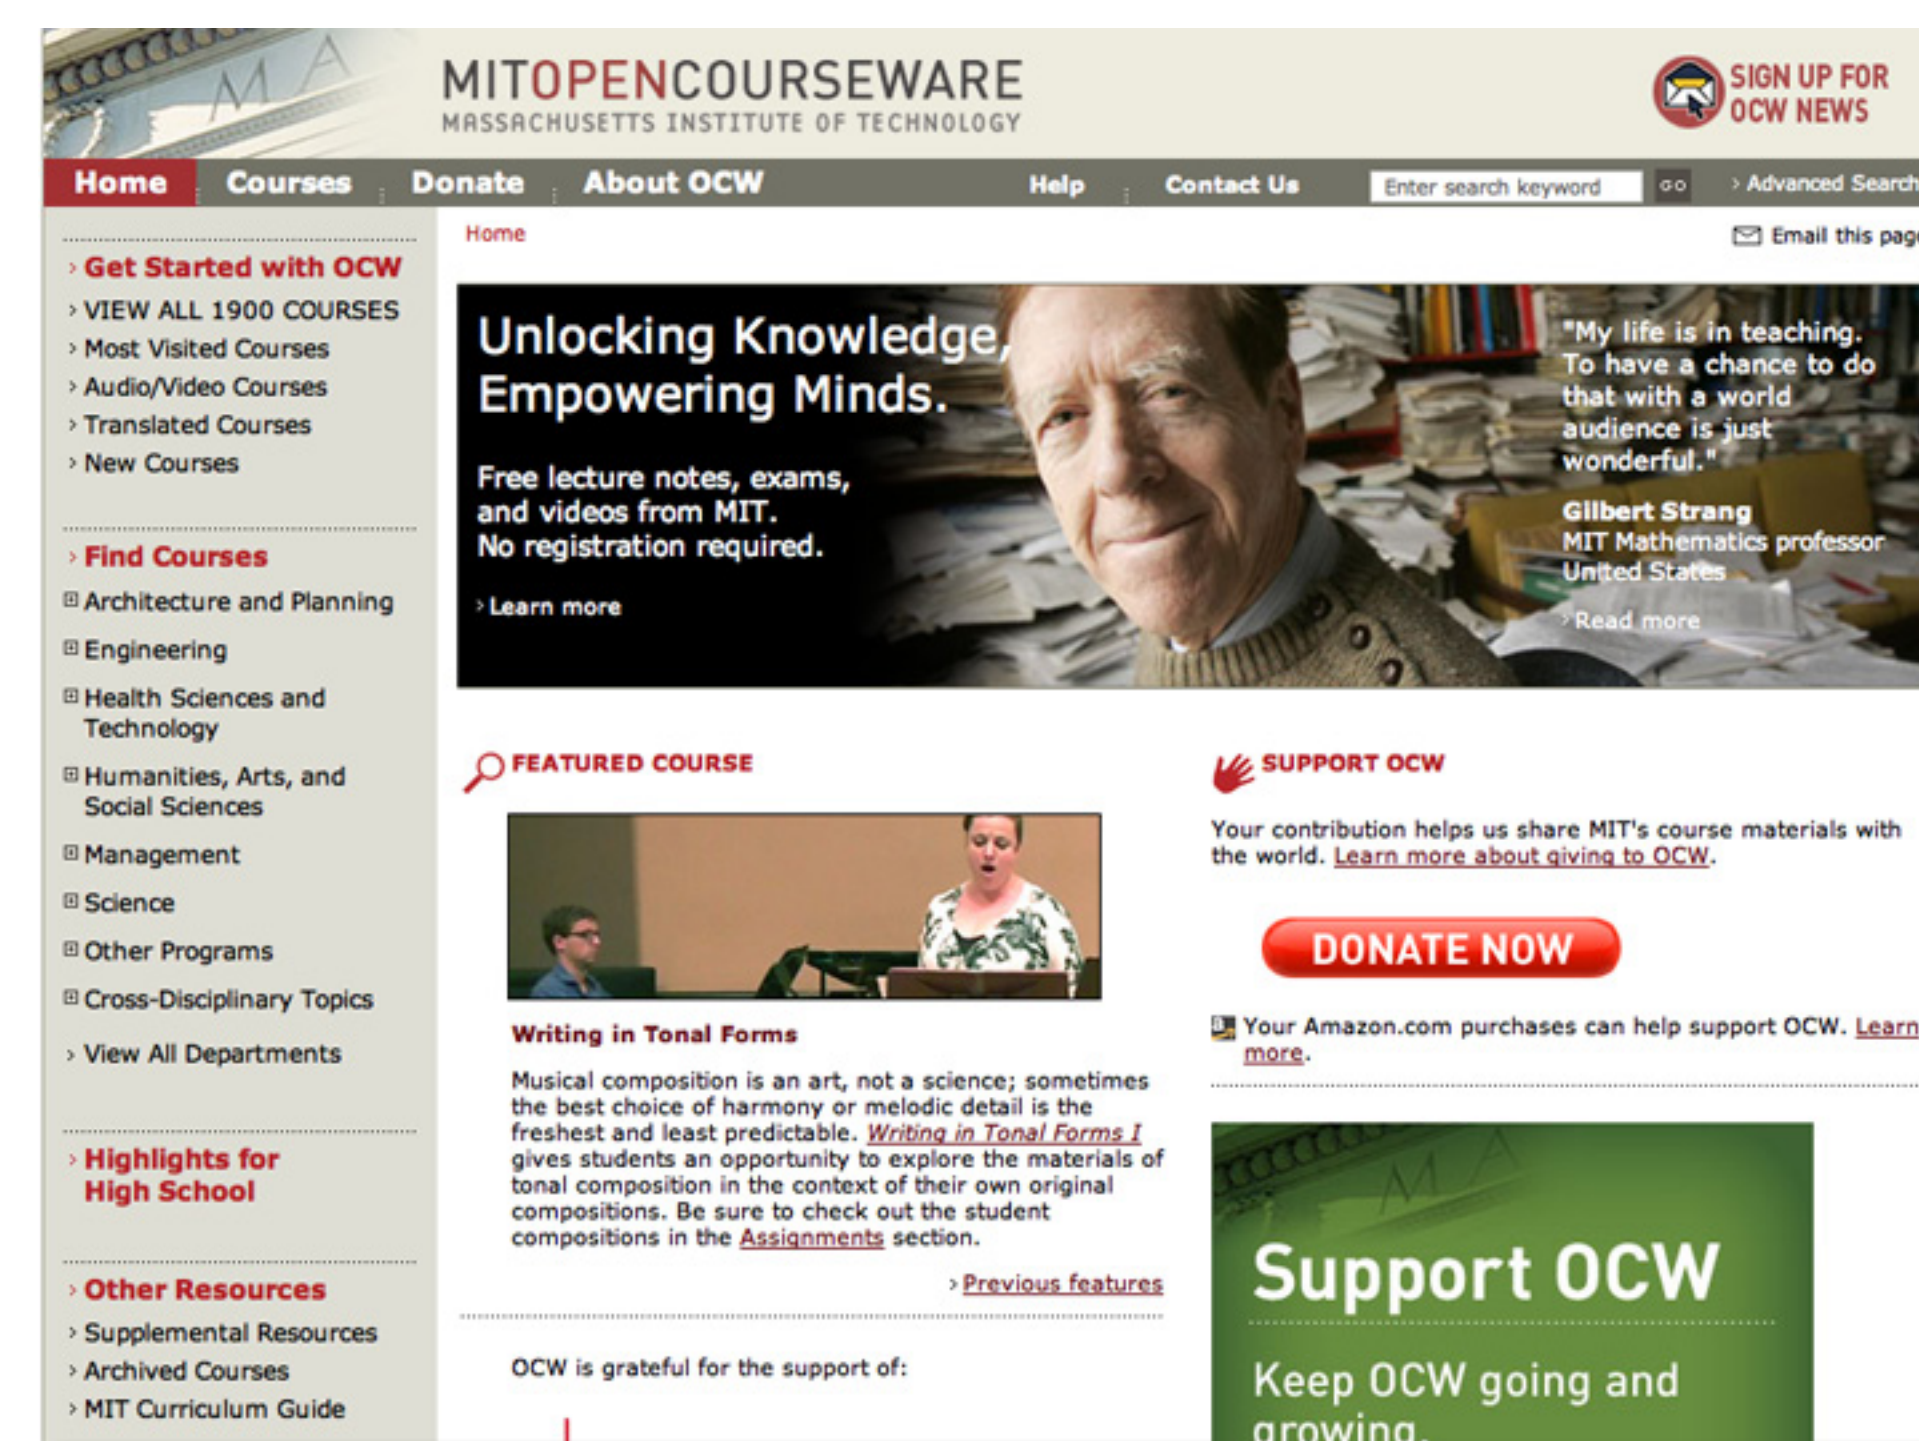 M A
MITOPENCOURSEWARE
MASSACHUSETTS INSTITUTE OF TECHNOLOGY
SIGN UP FOR
OCW NEWS
Home Courses Donate About OCW Help Contact Us Enter search keyword GO › Advanced Search
Home
Email this page
› Get Started with OCW
› VIEW ALL 1900 COURSES
› Most Visited Courses
› Audio/Video Courses
› Translated Courses
› New Courses
› Find Courses
Architecture and Planning
Engineering
Health Sciences and
Technology
Humanities, Arts, and
Social Sciences
Management
Science
Other Programs
Cross-Disciplinary Topics
› View All Departments
› Highlights for
High School
› Other Resources
› Supplemental Resources
› Archived Courses
› MIT Curriculum Guide
Unlocking Knowledge,
Empowering Minds.
Free lecture notes, exams,
and videos from MIT.
No registration required.
› Learn more
"My life is in teaching.
To have a chance to do
that with a world
audience is just
wonderful."
Gilbert Strang
MIT Mathematics professor
United States
› Read more
FEATURED COURSE
Writing in Tonal Forms
Musical composition is an art, not a science; sometimes
the best choice of harmony or melodic detail is the
freshest and least predictable. Writing in Tonal Forms I
gives students an opportunity to explore the materials of
tonal composition in the context of their own original
compositions. Be sure to check out the student
compositions in the Assignments section.
› Previous features
OCW is grateful for the support of:
SUPPORT OCW
Your contribution helps us share MIT's course materials with
the world. Learn more about giving to OCW.
DONATE NOW
Your Amazon.com purchases can help support OCW. Learn
more.
M A
Support OCW
Keep OCW going and
growing.